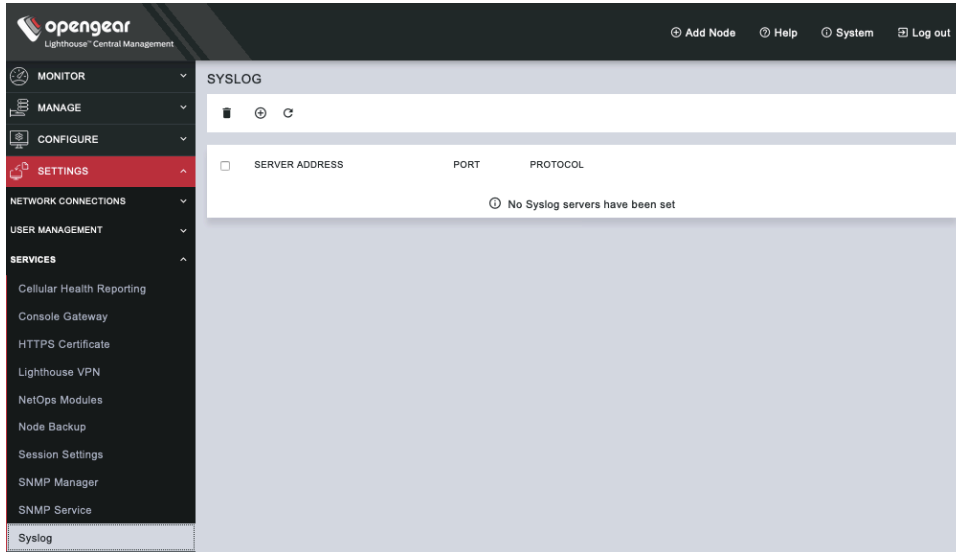 opengear
Lighthouse™ Central Management
Add Node Help System Log out
MONITOR
MANAGE
CONFIGURE
SETTINGS
NETWORK CONNECTIONS
USER MANAGEMENT
SERVICES
Cellular Health Reporting
Console Gateway
HTTPS Certificate
Lighthouse VPN
NetOps Modules
Node Backup
Session Settings
SNMP Manager
SNMP Service
Syslog
SYSLOG
SERVER ADDRESS PORT PROTOCOL
No Syslog servers have been set